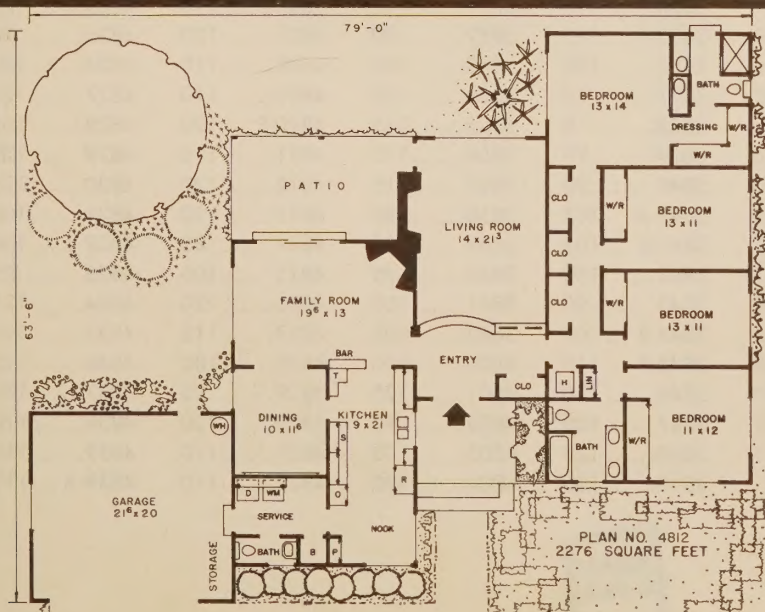 79'-0"
63'-6"
BEDROOM
13 x 14
BATH
DRESSING
W/R
W/R
PATIO
LIVING ROOM
14 x 21³
CLO
W/R
BEDROOM
13 x 11
CLO
CLO
W/R
BEDROOM
13 x 11
FAMILY ROOM
19⁶ x 13
BAR
T
ENTRY
CLO
H
LIN
DINING
10 x 11⁶
KITCHEN
9 x 21
S
O
R
BATH
W/R
BEDROOM
11 x 12
WH
GARAGE
21⁶ x 20
STORAGE
D
WM
SERVICE
BATH
B
P
NOOK
PLAN NO. 4812
2276 SQUARE FEET